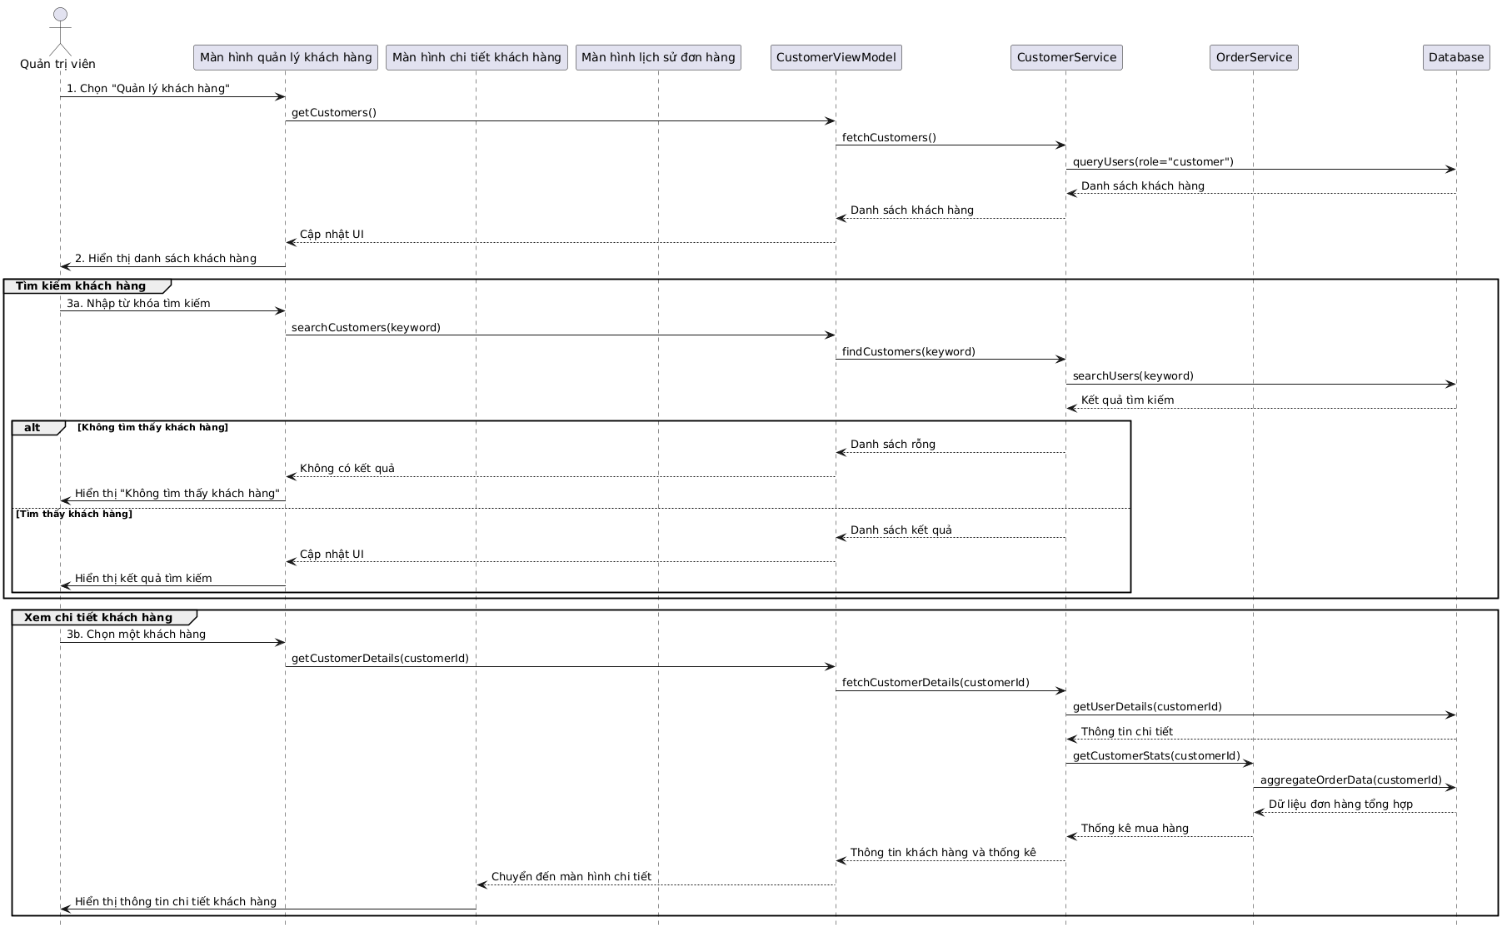 Quản trị viên
Màn hình quản lý khách hàng
Màn hình chi tiết khách hàng
Màn hình lịch sử đơn hàng
CustomerViewModel
CustomerService
OrderService
Database
1. Chọn "Quản lý khách hàng"
getCustomers()
fetchCustomers()
queryUsers(role="customer")
Danh sách khách hàng
Danh sách khách hàng
Cập nhật UI
2. Hiển thị danh sách khách hàng
Tìm kiếm khách hàng
3a. Nhập từ khóa tìm kiếm
searchCustomers(keyword)
findCustomers(keyword)
searchUsers(keyword)
Kết quả tìm kiếm
alt
[Không tìm thấy khách hàng]
Danh sách rỗng
Không có kết quả
Hiển thị "Không tìm thấy khách hàng"
[Tìm thấy khách hàng]
Danh sách kết quả
Cập nhật UI
Hiển thị kết quả tìm kiếm
Xem chi tiết khách hàng
3b. Chọn một khách hàng
getCustomerDetails(customerId)
fetchCustomerDetails(customerId)
getUserDetails(customerId)
Thông tin chi tiết
getCustomerStats(customerId)
aggregateOrderData(customerId)
Dữ liệu đơn hàng tổng hợp
Thống kê mua hàng
Thông tin khách hàng và thống kê
Chuyển đến màn hình chi tiết
Hiển thị thông tin chi tiết khách hàng